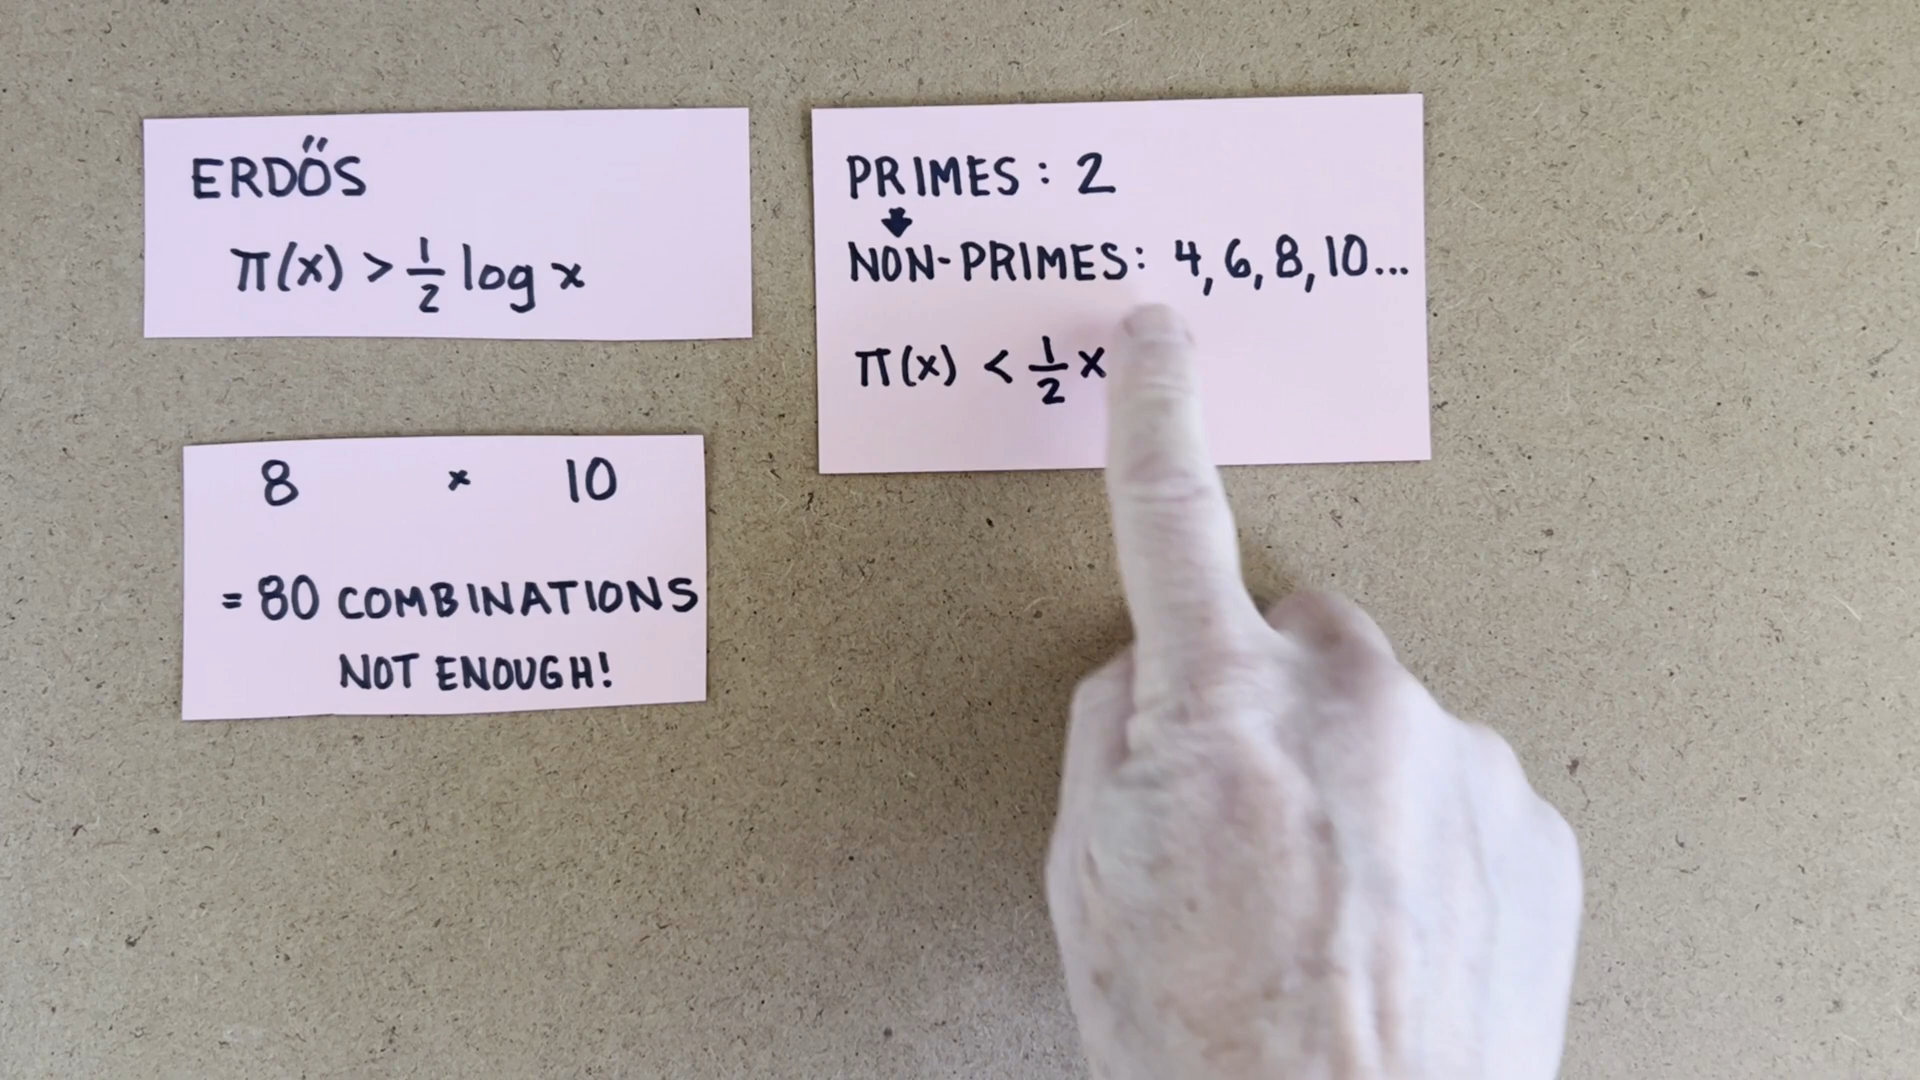 ERDŐS
π(x) > 1/2 log x
8 × 10
= 80 COMBINATIONS
NOT ENOUGH!
PRIMES : 2
↓
NON-PRIMES: 4, 6, 8, 10...
π(x) < 1/2 x